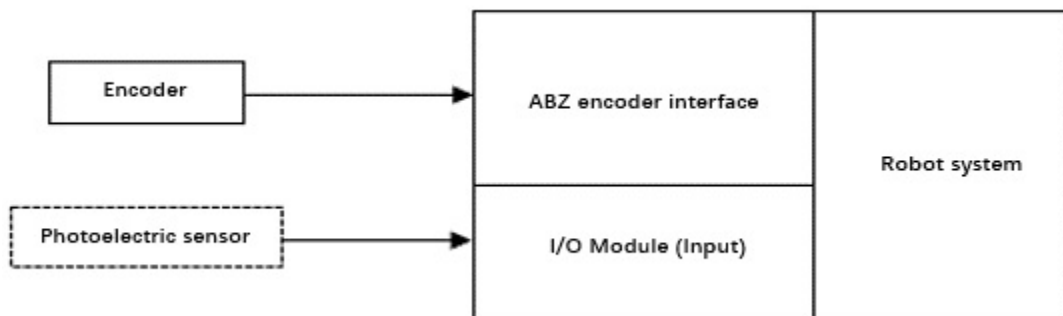 Encoder
ABZ encoder interface
Robot system
Photoelectric sensor
I/O Module (Input)